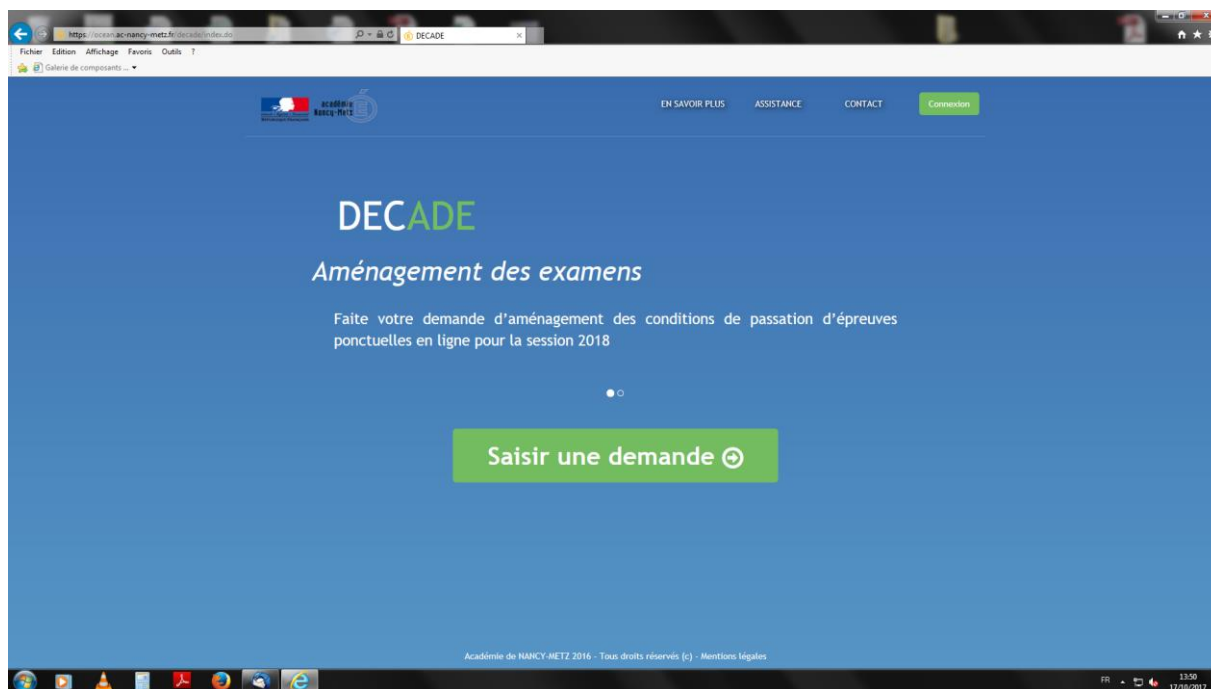 https://ocean.ac-nancy-metz.fr/decade/index.do
DECADE
Fichier Edition Affichage Favoris Outils ?
Galerie de composants ...
académie
Nancy-Metz
EN SAVOIR PLUS ASSISTANCE CONTACT Connexion
DECADE
Aménagement des examens
Faite votre demande d'aménagement des conditions de passation d'épreuves
ponctuelles en ligne pour la session 2018
Saisir une demande
Académie de NANCY-METZ 2016 - Tous droits réservés (c) - Mentions légales
FR 13:50
17/10/2017